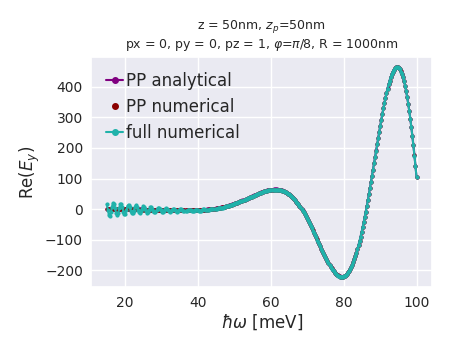 z = 50nm, zₚ=50nm
px = 0, py = 0, pz = 1, φ=π/8, R = 1000nm
PP analytical
PP numerical
full numerical
400
300
200
100
0
−100
−200
Re(E_y)
20
40
60
80
100
ħω [meV]